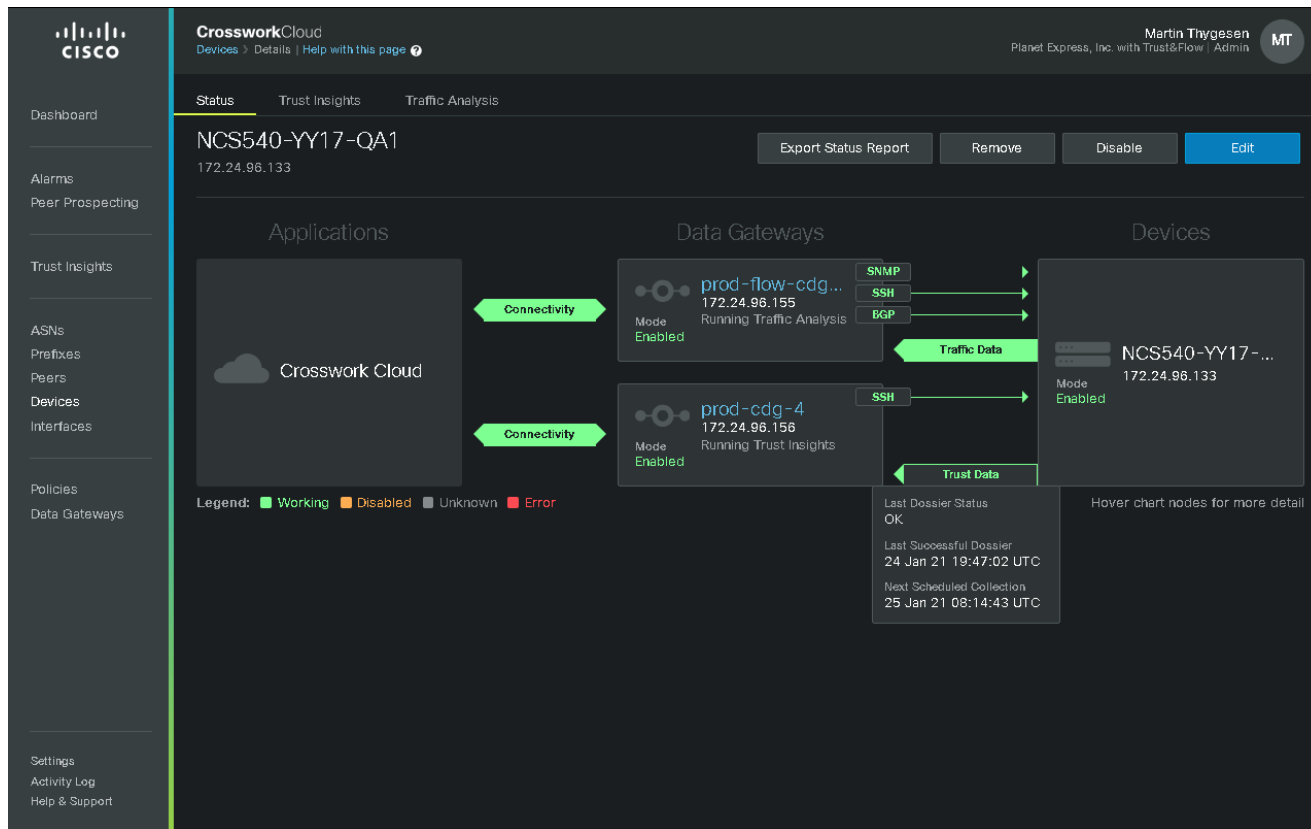 CISCO
CrossworkCloud
Devices > Details | Help with this page ?
Martin Thygesen
Planet Express, Inc. with Trust&Flow | Admin
MT
Dashboard
Alarms
Peer Prospecting
Trust Insights
ASNs
Prefixes
Peers
Devices
Interfaces
Policies
Data Gateways
Settings
Activity Log
Help & Support
Status Trust Insights Traffic Analysis
NCS540-YY17-QA1
172.24.96.133
Export Status Report Remove Disable Edit
Applications Data Gateways Devices
Crosswork Cloud
Connectivity
Connectivity
prod-flow-cdg...
172.24.96.155
Running Traffic Analysis
Mode
Enabled
SNMP
SSH
BGP
Traffic Data
prod-cdg-4
172.24.96.156
Running Trust Insights
Mode
Enabled
SSH
Trust Data
NCS540-YY17-...
172.24.96.133
Mode
Enabled
Legend: Working Disabled Unknown Error
Hover chart nodes for more detail
Last Dossier Status
OK
Last Successful Dossier
24 Jan 21 19:47:02 UTC
Next Scheduled Collection
25 Jan 21 08:14:43 UTC